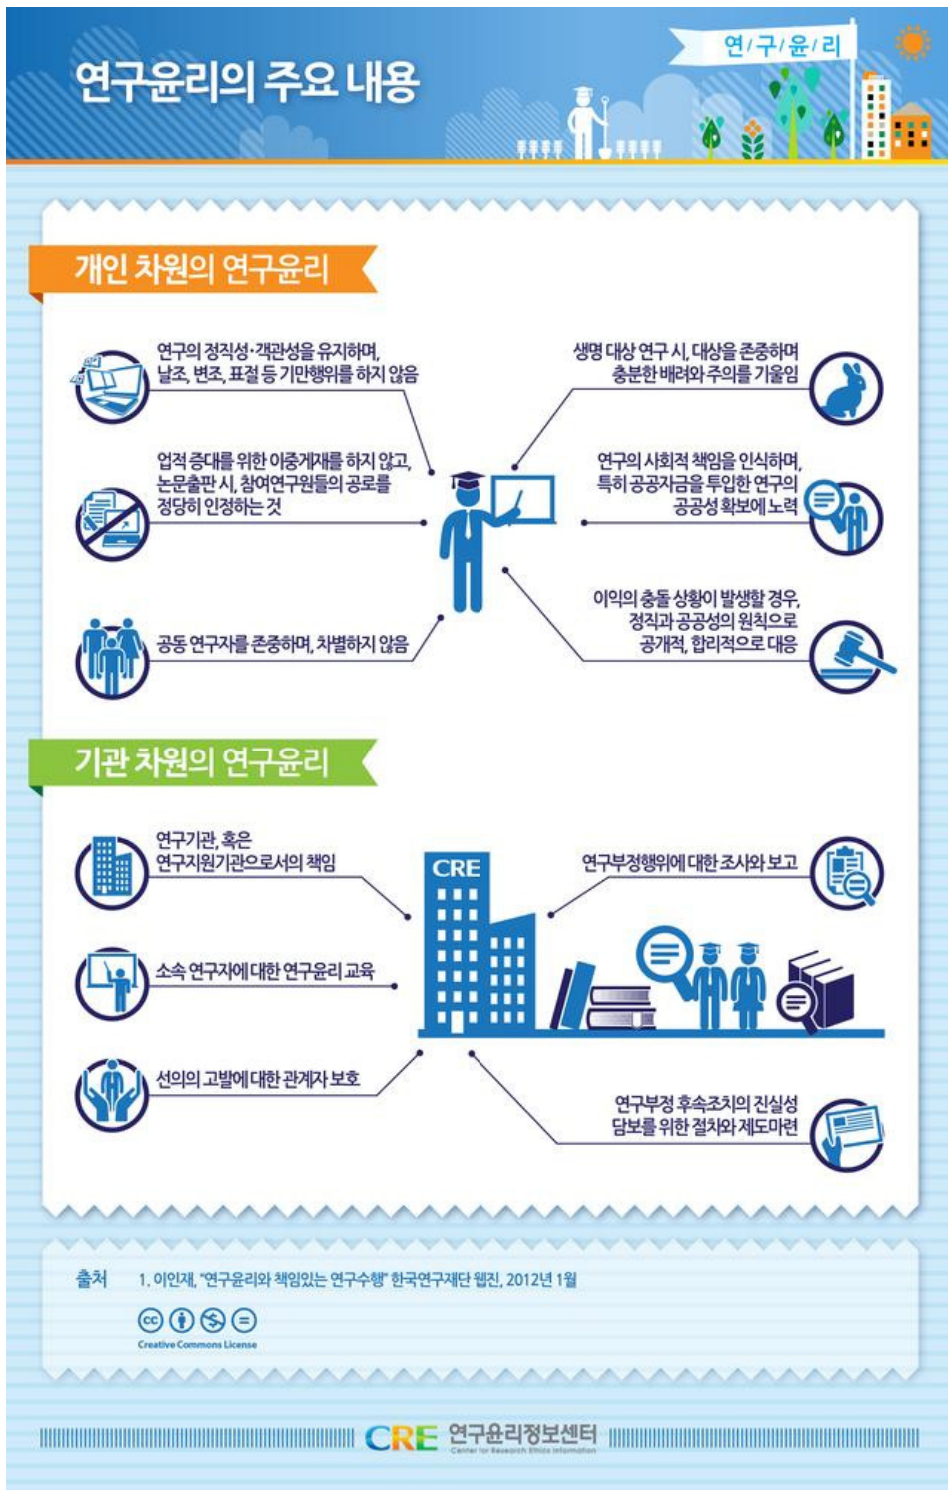 연구윤리의 주요 내용
연/구/윤/리
개인 차원의 연구윤리
연구의 정직성·객관성을 유지하며,
날조, 변조, 표절 등 기만행위를 하지 않음
업적 증대를 위한 이중게재를 하지 않고,
논문출판 시, 참여연구원들의 공로를
정당히 인정하는 것
공동 연구자를 존중하며, 차별하지 않음
생명 대상 연구 시, 대상을 존중하며
충분한 배려와 주의를 기울임
연구의 사회적 책임을 인식하며,
특히 공공자금을 투입한 연구의
공공성 확보에 노력
이익의 충돌 상황이 발생할 경우,
정직과 공공성의 원칙으로
공개적, 합리적으로 대응
기관 차원의 연구윤리
연구기관, 혹은
연구지원기관으로서의 책임
소속 연구자에 대한 연구윤리 교육
선의의 고발에 대한 관계자 보호
CRE
연구부정행위에 대한 조사와 보고
연구부정 후속조치의 진실성
담보를 위한 절차와 제도마련
출처
1. 이인재, "연구윤리와 책임있는 연구수행" 한국연구재단 웹진, 2012년 1월
cc
Creative Commons License
CRE 연구윤리정보센터
Center for Research Ethics Information